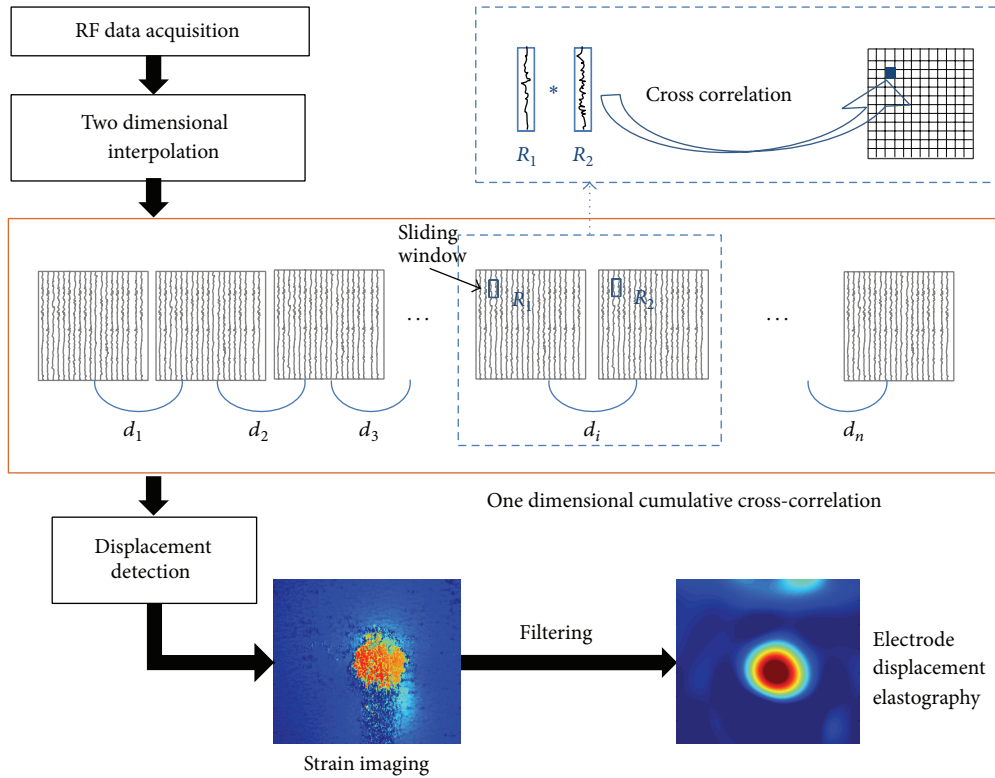 RF data acquisition
Two dimensional
interpolation
R1
*
R2
Cross correlation
Sliding
window
R1
R2
...
...
d1
d2
d3
di
dn
One dimensional cumulative cross-correlation
Displacement
detection
Filtering
Strain imaging
Electrode
displacement
elastography